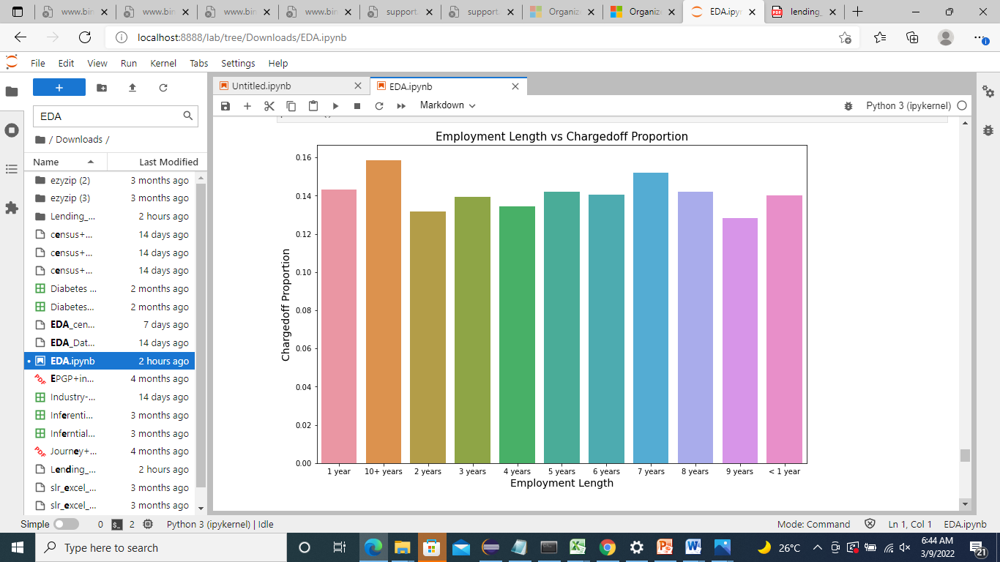 www.bin
www.bin
www.bin
www.bin
support.
support.
Organize
Organize
EDA.ipyn
lending_
localhost:8888/lab/tree/Downloads/EDA.ipynb
File Edit View Run Kernel Tabs Settings Help
Untitled.ipynb
EDA.ipynb
Markdown
Python 3 (ipykernel)
EDA
/ Downloads /
Name Last Modified
ezyzip (2) 3 months ago
ezyzip (3) 3 months ago
Lending_... 2 hours ago
census+... 14 days ago
census+... 14 days ago
census+... 14 days ago
Diabetes ... 2 months ago
Diabetes... 2 months ago
EDA_cen... 7 days ago
EDA_Dat... 14 days ago
EDA.ipynb 2 hours ago
EPGP+in... 4 months ago
Industry-... 14 days ago
Inferenti... 3 months ago
Inferntial... 3 months ago
Journey+... 4 months ago
Lending_... 2 hours ago
slr_excel_... 3 months ago
slr_excel_... 3 months ago
Employment Length vs Chargedoff Proportion
0.16
0.14
0.12
0.10
0.08
0.06
0.04
0.02
0.00
Chargedoff Proportion
1 year 10+ years 2 years 3 years 4 years 5 years 6 years 7 years 8 years 9 years < 1 year
Employment Length
Simple 0 2 Python 3 (ipykernel) | Idle Mode: Command Ln 1, Col 1 EDA.ipynb
Type here to search
26°C
6:44 AM
3/9/2022
21